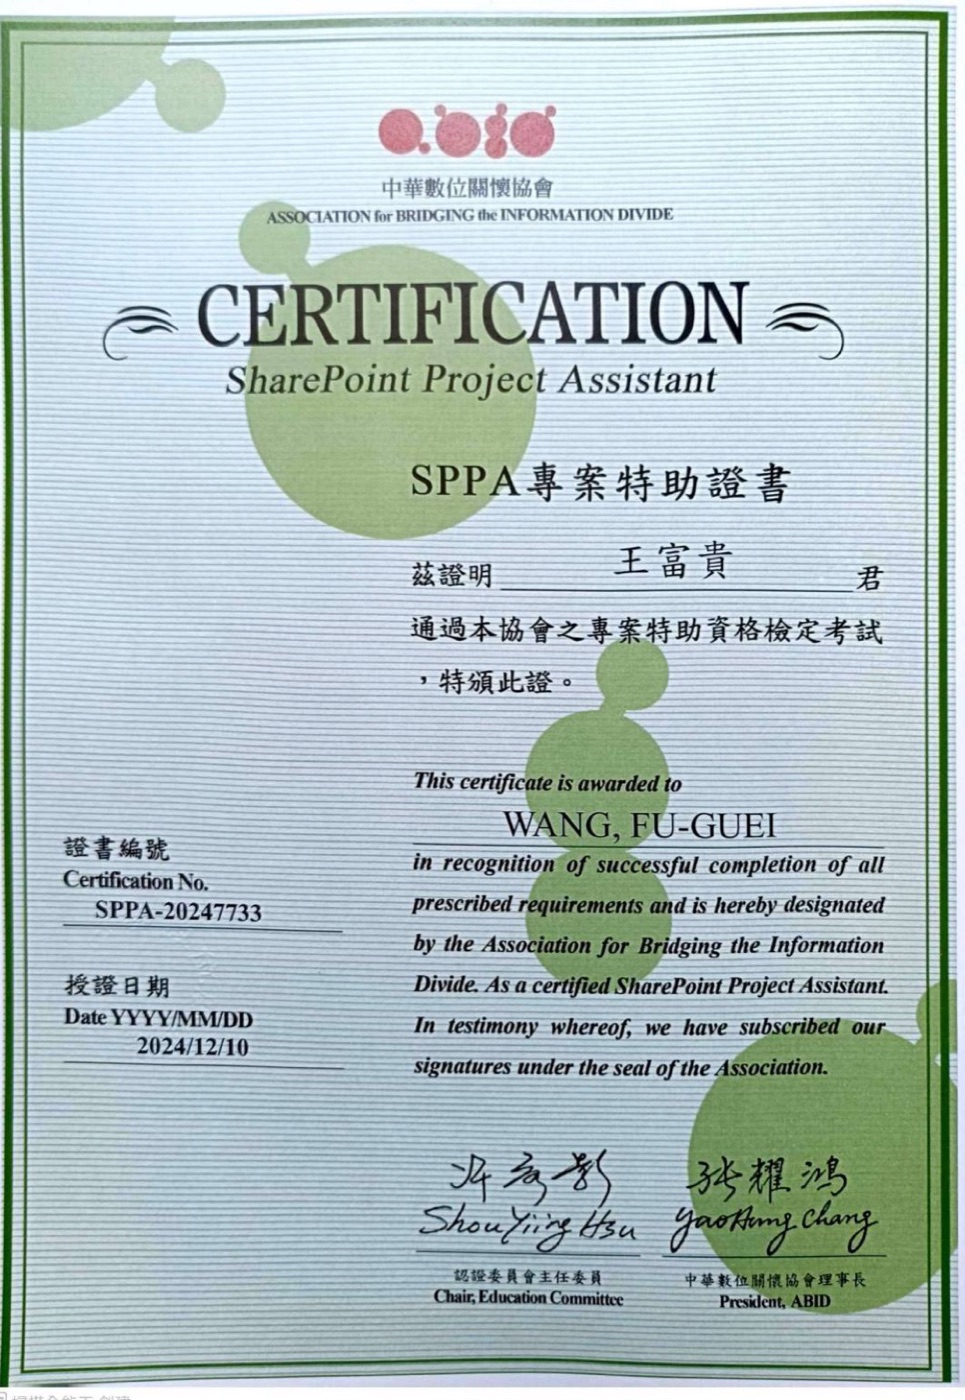 abid
中華數位關懷協會
ASSOCIATION for BRIDGING the INFORMATION DIVIDE
CERTIFICATION
SharePoint Project Assistant
SPPA專案特助證書
茲證明 王富貴 君
通過本協會之專案特助資格檢定考試
，特頒此證。
This certificate is awarded to
WANG, FU-GUEI
in recognition of successful completion of all
prescribed requirements and is hereby designated
by the Association for Bridging the Information
Divide. As a certified SharePoint Project Assistant.
In testimony whereof, we have subscribed our
signatures under the seal of the Association.
證書編號
Certification No.
SPPA-20247733
授證日期
Date YYYY/MM/DD
2024/12/10
張耀鴻
ShouYiing Hsu
YaoHung Chang
認證委員會主任委員
Chair, Education Committee
中華數位關懷協會理事長
President, ABID